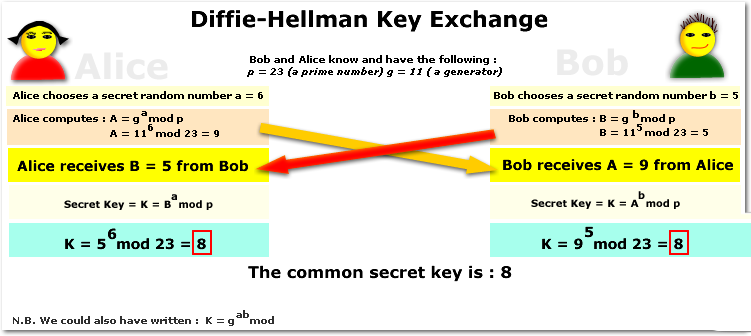 Diffie-Hellman Key Exchange
Alice
Bob
Bob and Alice know and have the following :
p = 23 (a prime number) g = 11 ( a generator)
Alice chooses a secret random number a = 6
Alice computes : A = g^a mod p
A = 11^6 mod 23 = 9
Alice receives B = 5 from Bob
Secret Key = K = B^a mod p
K = 5^6 mod 23 = 8
Bob chooses a secret random number b = 5
Bob computes : B = g^b mod p
B = 11^5 mod 23 = 5
Bob receives A = 9 from Alice
Secret Key = K = A^b mod p
K = 9^5 mod 23 = 8
The common secret key is : 8
N.B. We could also have written : K = g^ab mod